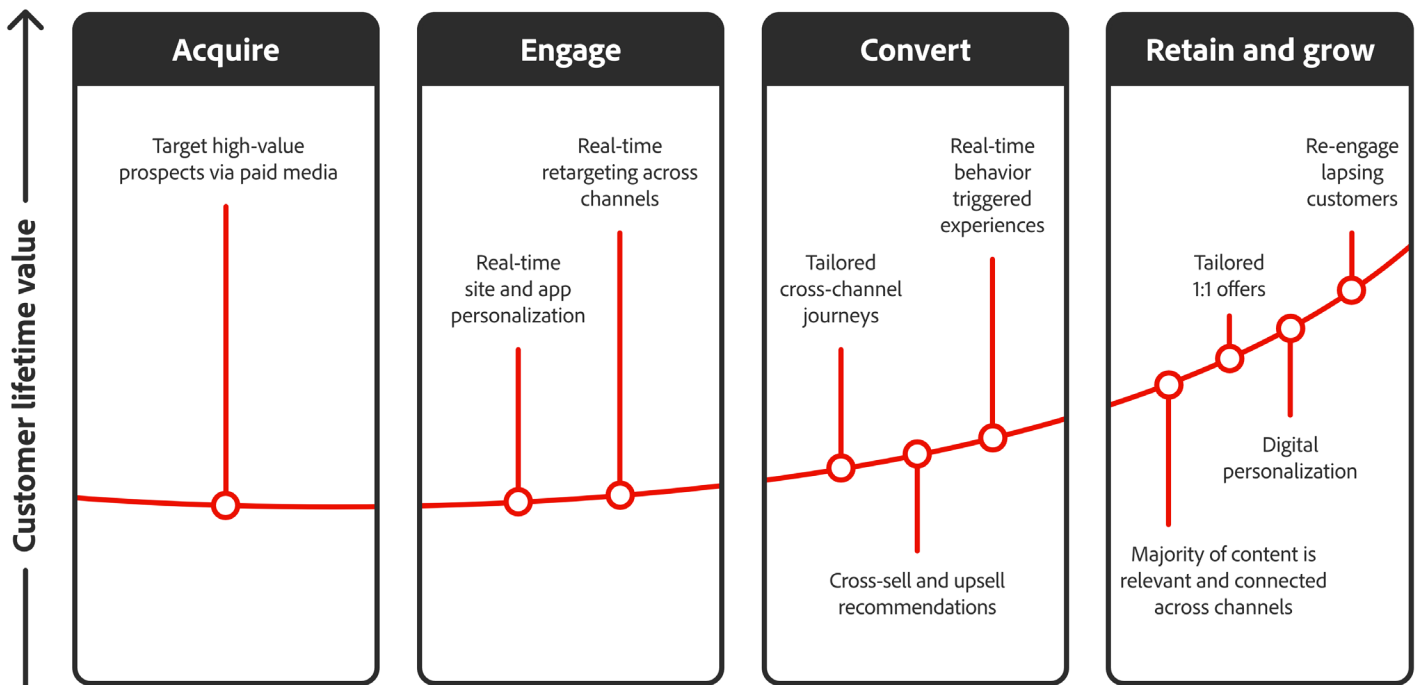 Customer lifetime value
Acquire
Target high-value
prospects via paid media
Engage
Real-time
site and app
personalization
Real-time
retargeting across
channels
Convert
Tailored
cross-channel
journeys
Cross-sell and upsell
recommendations
Real-time
behavior
triggered
experiences
Retain and grow
Majority of content is
relevant and connected
across channels
Tailored
1:1 offers
Digital
personalization
Re-engage
lapsing
customers